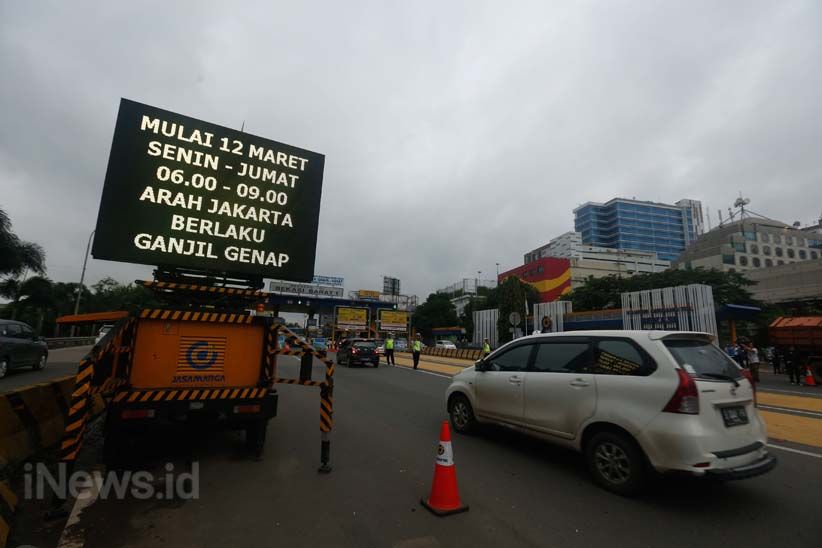 MULAI 12 MARET
SENIN - JUMAT
06.00 - 09.00
ARAH JAKARTA
BERLAKU
GANJIL GENAP
BEKASI BARAT 1
JASAMARGA
iNews.id